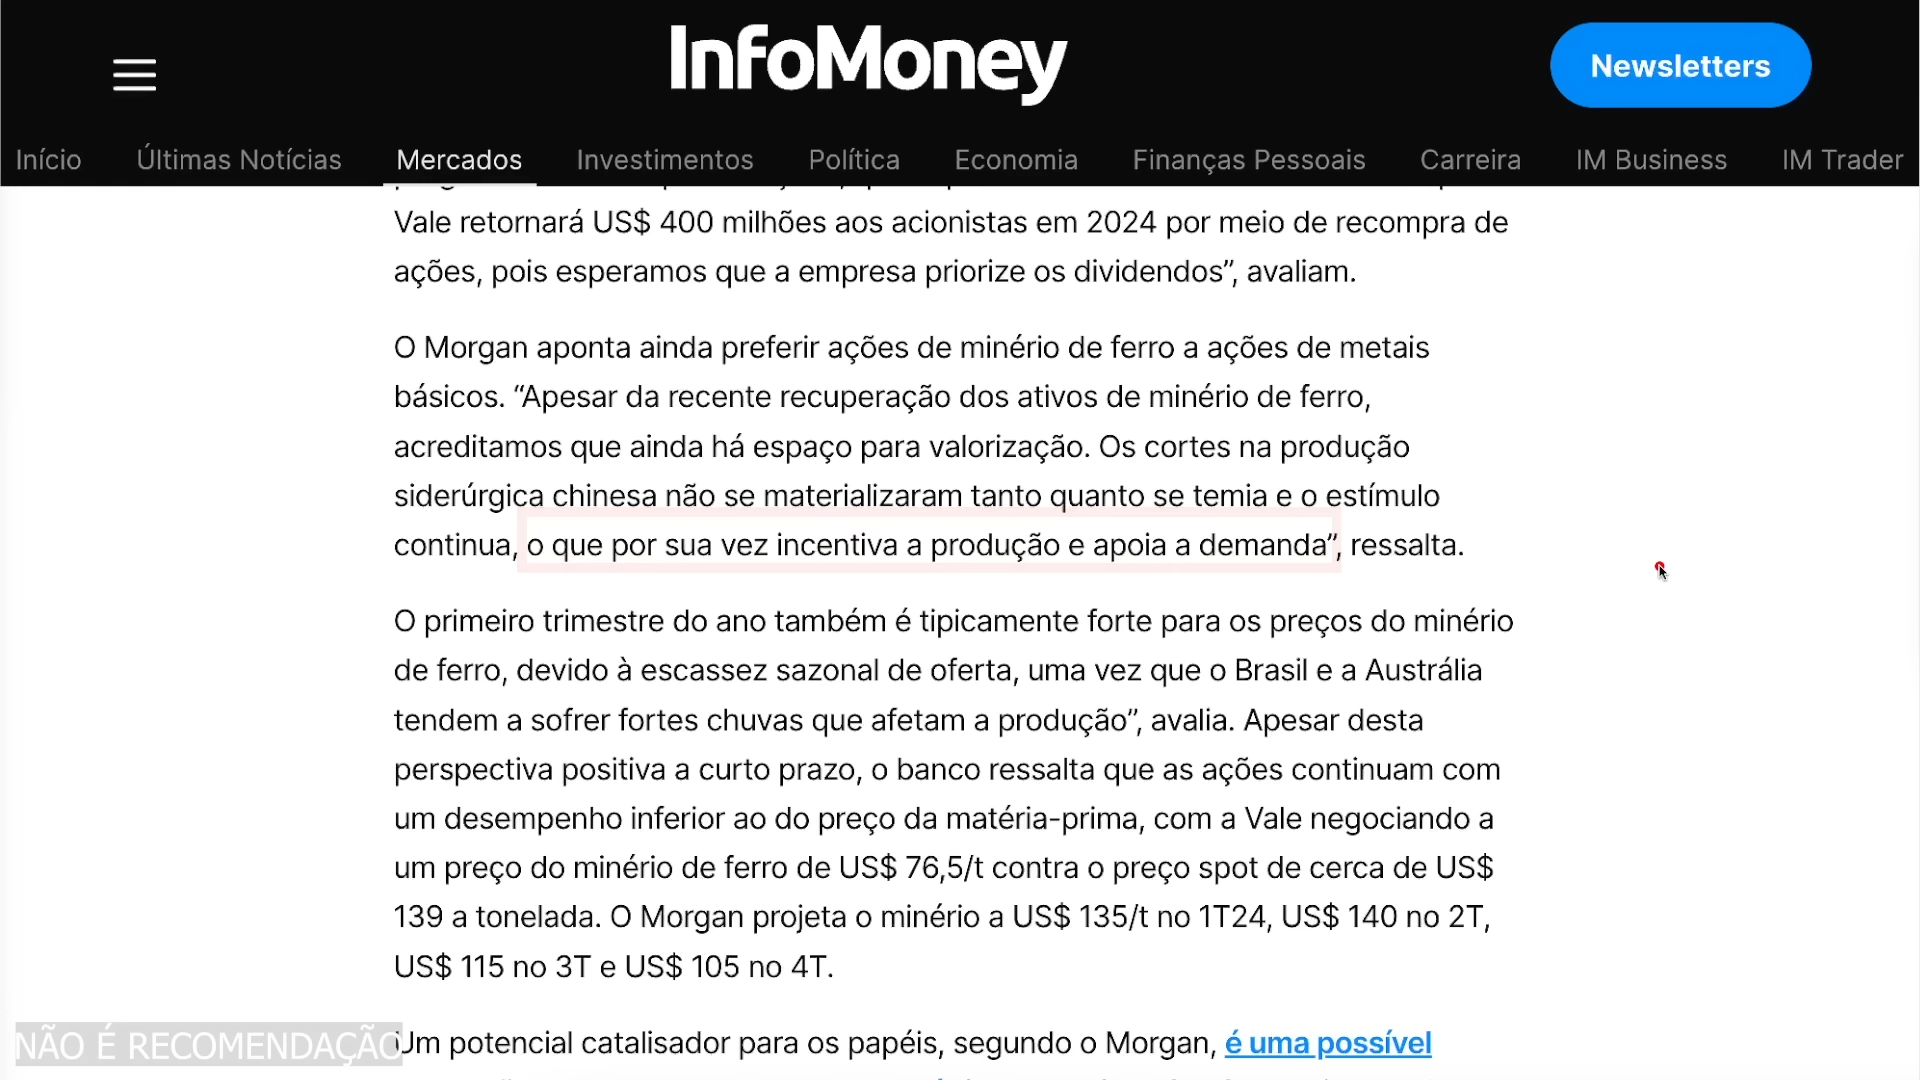 InfoMoney
Newsletters
Início Últimas Notícias Mercados Investimentos Política Economia Finanças Pessoais Carreira IM Business IM Trader
Vale retornará US$ 400 milhões aos acionistas em 2024 por meio de recompra de
ações, pois esperamos que a empresa priorize os dividendos”, avaliam.
O Morgan aponta ainda preferir ações de minério de ferro a ações de metais
básicos. “Apesar da recente recuperação dos ativos de minério de ferro,
acreditamos que ainda há espaço para valorização. Os cortes na produção
siderúrgica chinesa não se materializaram tanto quanto se temia e o estímulo
continua, o que por sua vez incentiva a produção e apoia a demanda”, ressalta.
O primeiro trimestre do ano também é tipicamente forte para os preços do minério
de ferro, devido à escassez sazonal de oferta, uma vez que o Brasil e a Austrália
tendem a sofrer fortes chuvas que afetam a produção”, avalia. Apesar desta
perspectiva positiva a curto prazo, o banco ressalta que as ações continuam com
um desempenho inferior ao do preço da matéria-prima, com a Vale negociando a
um preço do minério de ferro de US$ 76,5/t contra o preço spot de cerca de US$
139 a tonelada. O Morgan projeta o minério a US$ 135/t no 1T24, US$ 140 no 2T,
US$ 115 no 3T e US$ 105 no 4T.
Um potencial catalisador para os papéis, segundo o Morgan, é uma possível
NÃO É RECOMENDAÇÃO